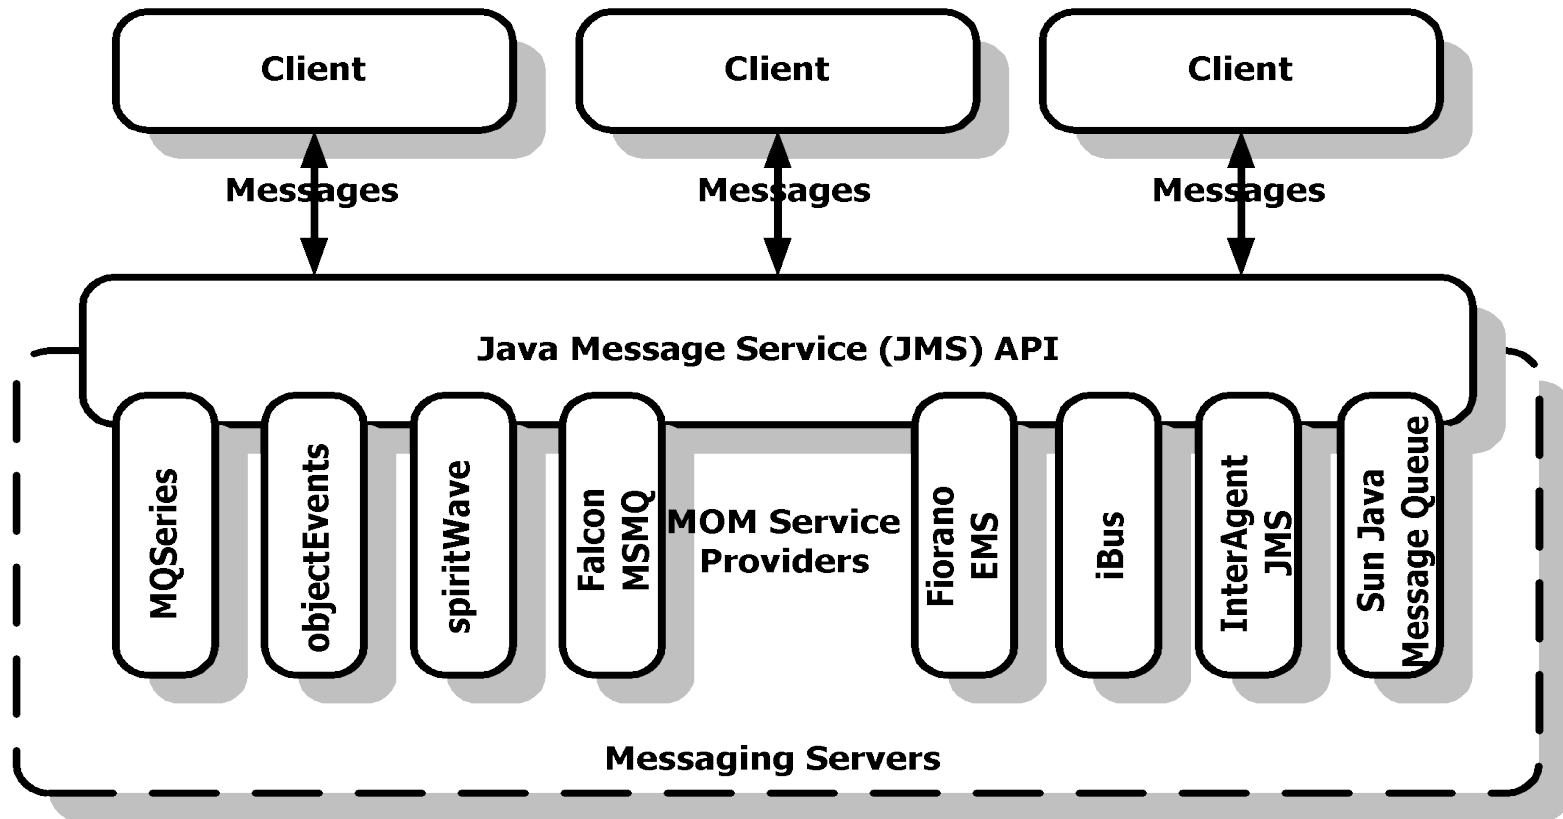 Client
Client
Client
Messages
Messages
Messages
Java Message Service (JMS) API
MQSeries
objectEvents
spiritWave
Falcon
MSMQ
MOM Service
Providers
Fiorano
EMS
iBus
InterAgent
JMS
Sun Java
Message Queue
Messaging Servers